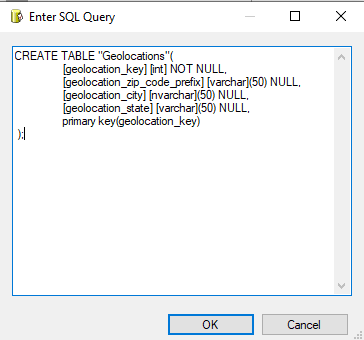 Enter SQL Query
CREATE TABLE "Geolocations"(
[geolocation_key] [int] NOT NULL,
[geolocation_zip_code_prefix] [varchar](50) NULL,
[geolocation_city] [nvarchar](50) NULL,
[geolocation_state] [varchar](50) NULL,
primary key(geolocation_key)
);
OK
Cancel